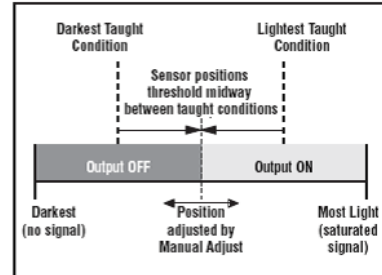 Darkest Taught
Condition
Lightest Taught
Condition
Sensor positions
threshold midway
between taught conditions
Output OFF
Output ON
Darkest
(no signal)
Position
adjusted by
Manual Adjust
Most Light
(saturated
signal)